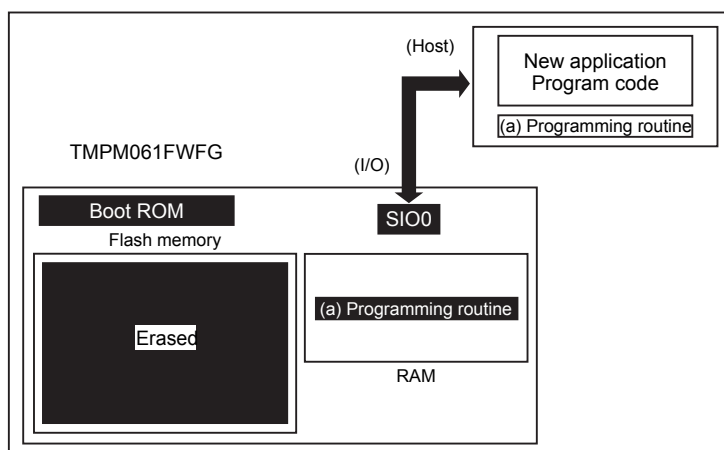 (Host)
New application
Program code
(a) Programming routine
TMPM061FWFG
(I/O)
Boot ROM
SIO0
Flash memory
(a) Programming routine
Erased
RAM